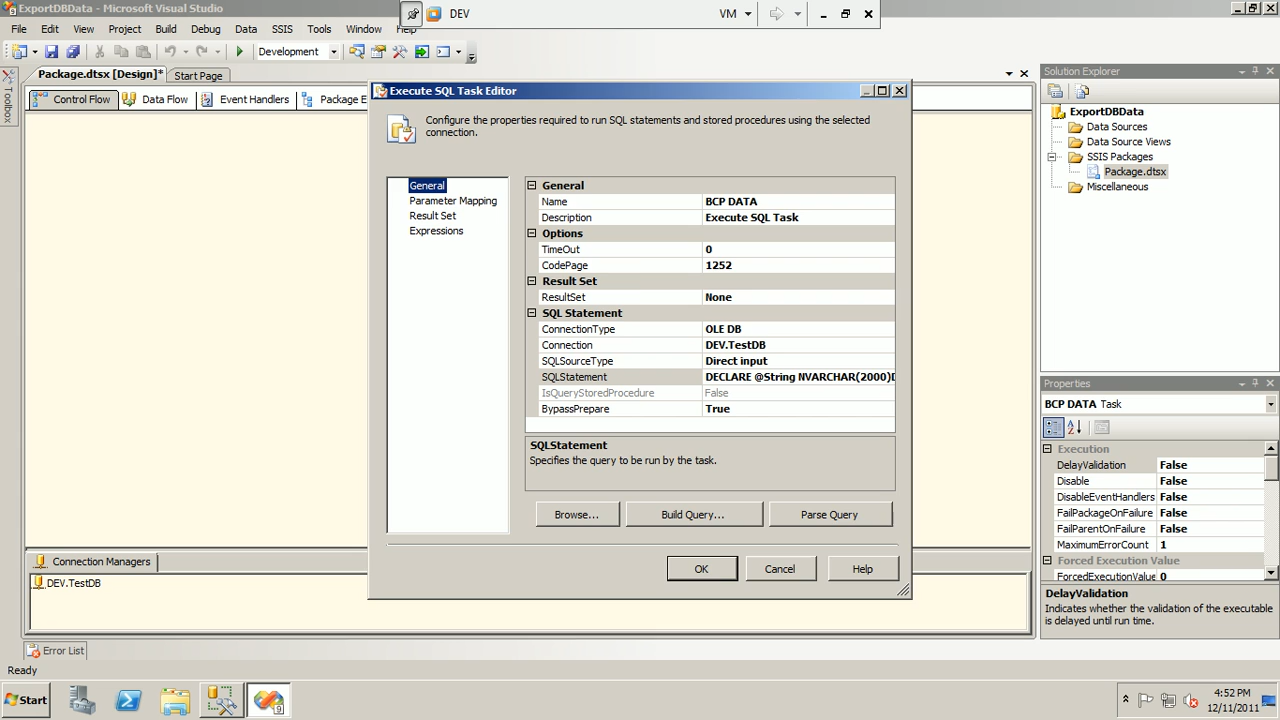 ExportDBData - Microsoft Visual Studio
DEV
VM
File Edit View Project Build Debug Data SSIS Tools Window Help
Development
Package.dtsx [Design]* Start Page
Toolbox
Control Flow Data Flow Event Handlers Package E
Execute SQL Task Editor
Configure the properties required to run SQL statements and stored procedures using the selected
connection.
General
Parameter Mapping
Result Set
Expressions
General
Name BCP DATA
Description Execute SQL Task
Options
TimeOut 0
CodePage 1252
Result Set
ResultSet None
SQL Statement
ConnectionType OLE DB
Connection DEV.TestDB
SQLSourceType Direct input
SQLStatement DECLARE @String NVARCHAR(2000)D
IsQueryStoredProcedure False
BypassPrepare True
SQLStatement
Specifies the query to be run by the task.
Browse... Build Query... Parse Query
OK Cancel Help
Connection Managers
DEV.TestDB
Error List
Ready
Solution Explorer
ExportDBData
Data Sources
Data Source Views
SSIS Packages
Package.dtsx
Miscellaneous
Properties
BCP DATA Task
Execution
DelayValidation False
Disable False
DisableEventHandlers False
FailPackageOnFailure False
FailParentOnFailure False
MaximumErrorCount 1
Forced Execution Value
ForcedExecutionValue 0
DelayValidation
Indicates whether the validation of the executable
is delayed until run time.
Start
4:52 PM
12/11/2011